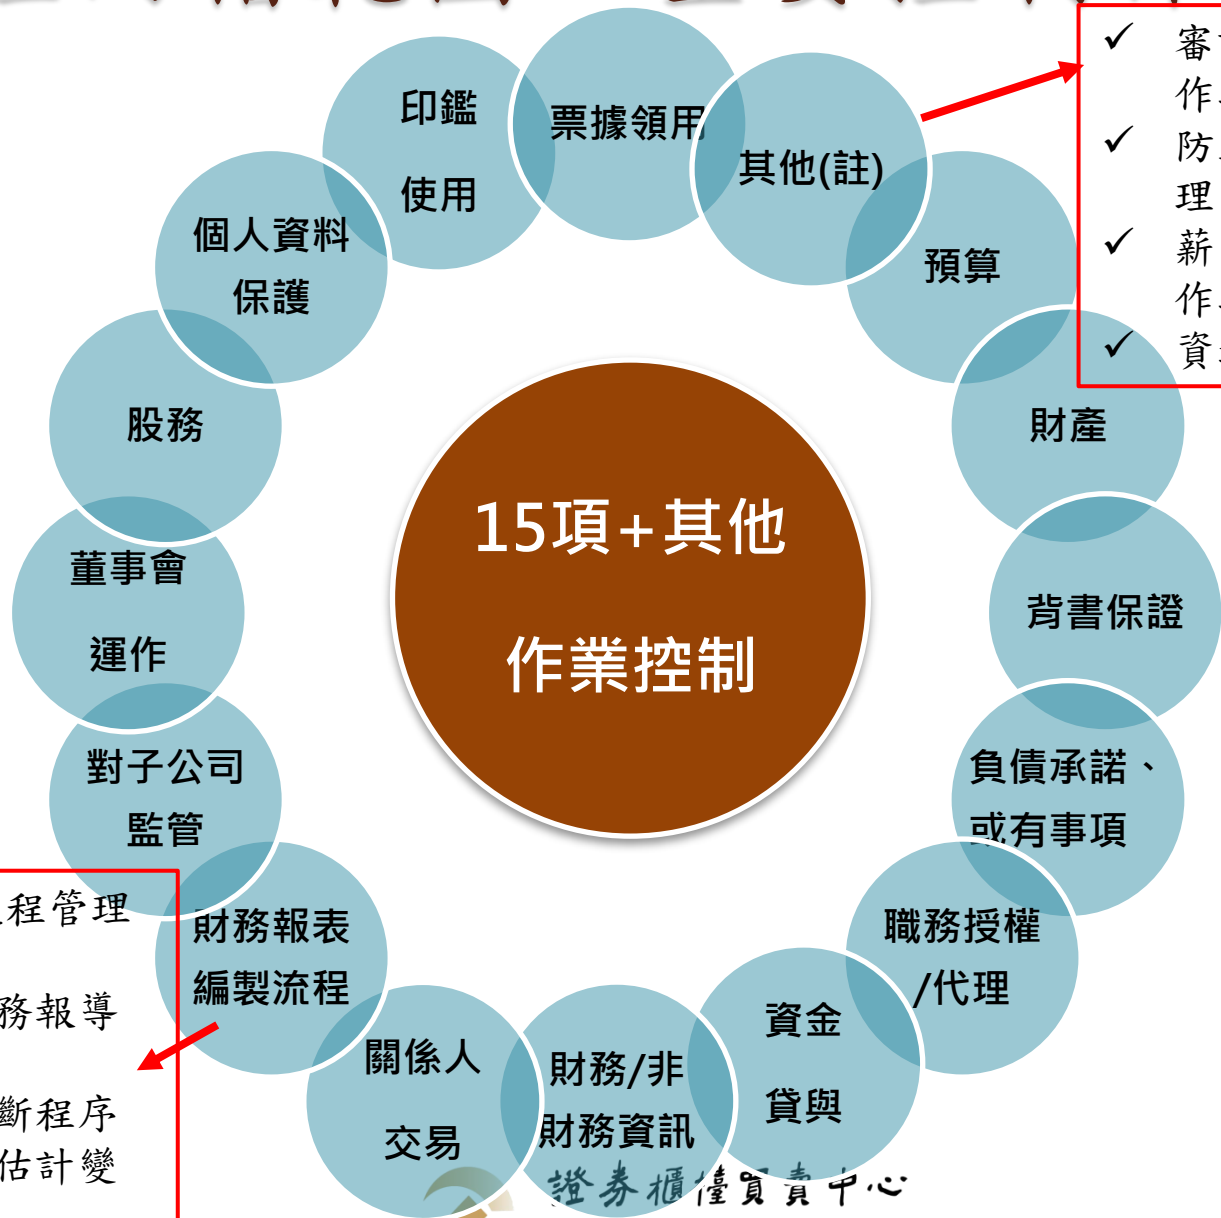 印鑑
使用
票據領用
其他(註)
預算
財產
背書保證
負債承諾、
或有事項
職務授權
/代理
資金
貸與
財務/非
財務資訊
關係人
交易
財務報表
編製流程
對子公司
監管
董事會
運作
股務
個人資料
保護
15項+其他
作業控制
✓ 審
作
✓ 防
理
✓ 薪
作
✓ 資
程管理
務報導
斷程序
估計變
證券櫃檯買賣中心